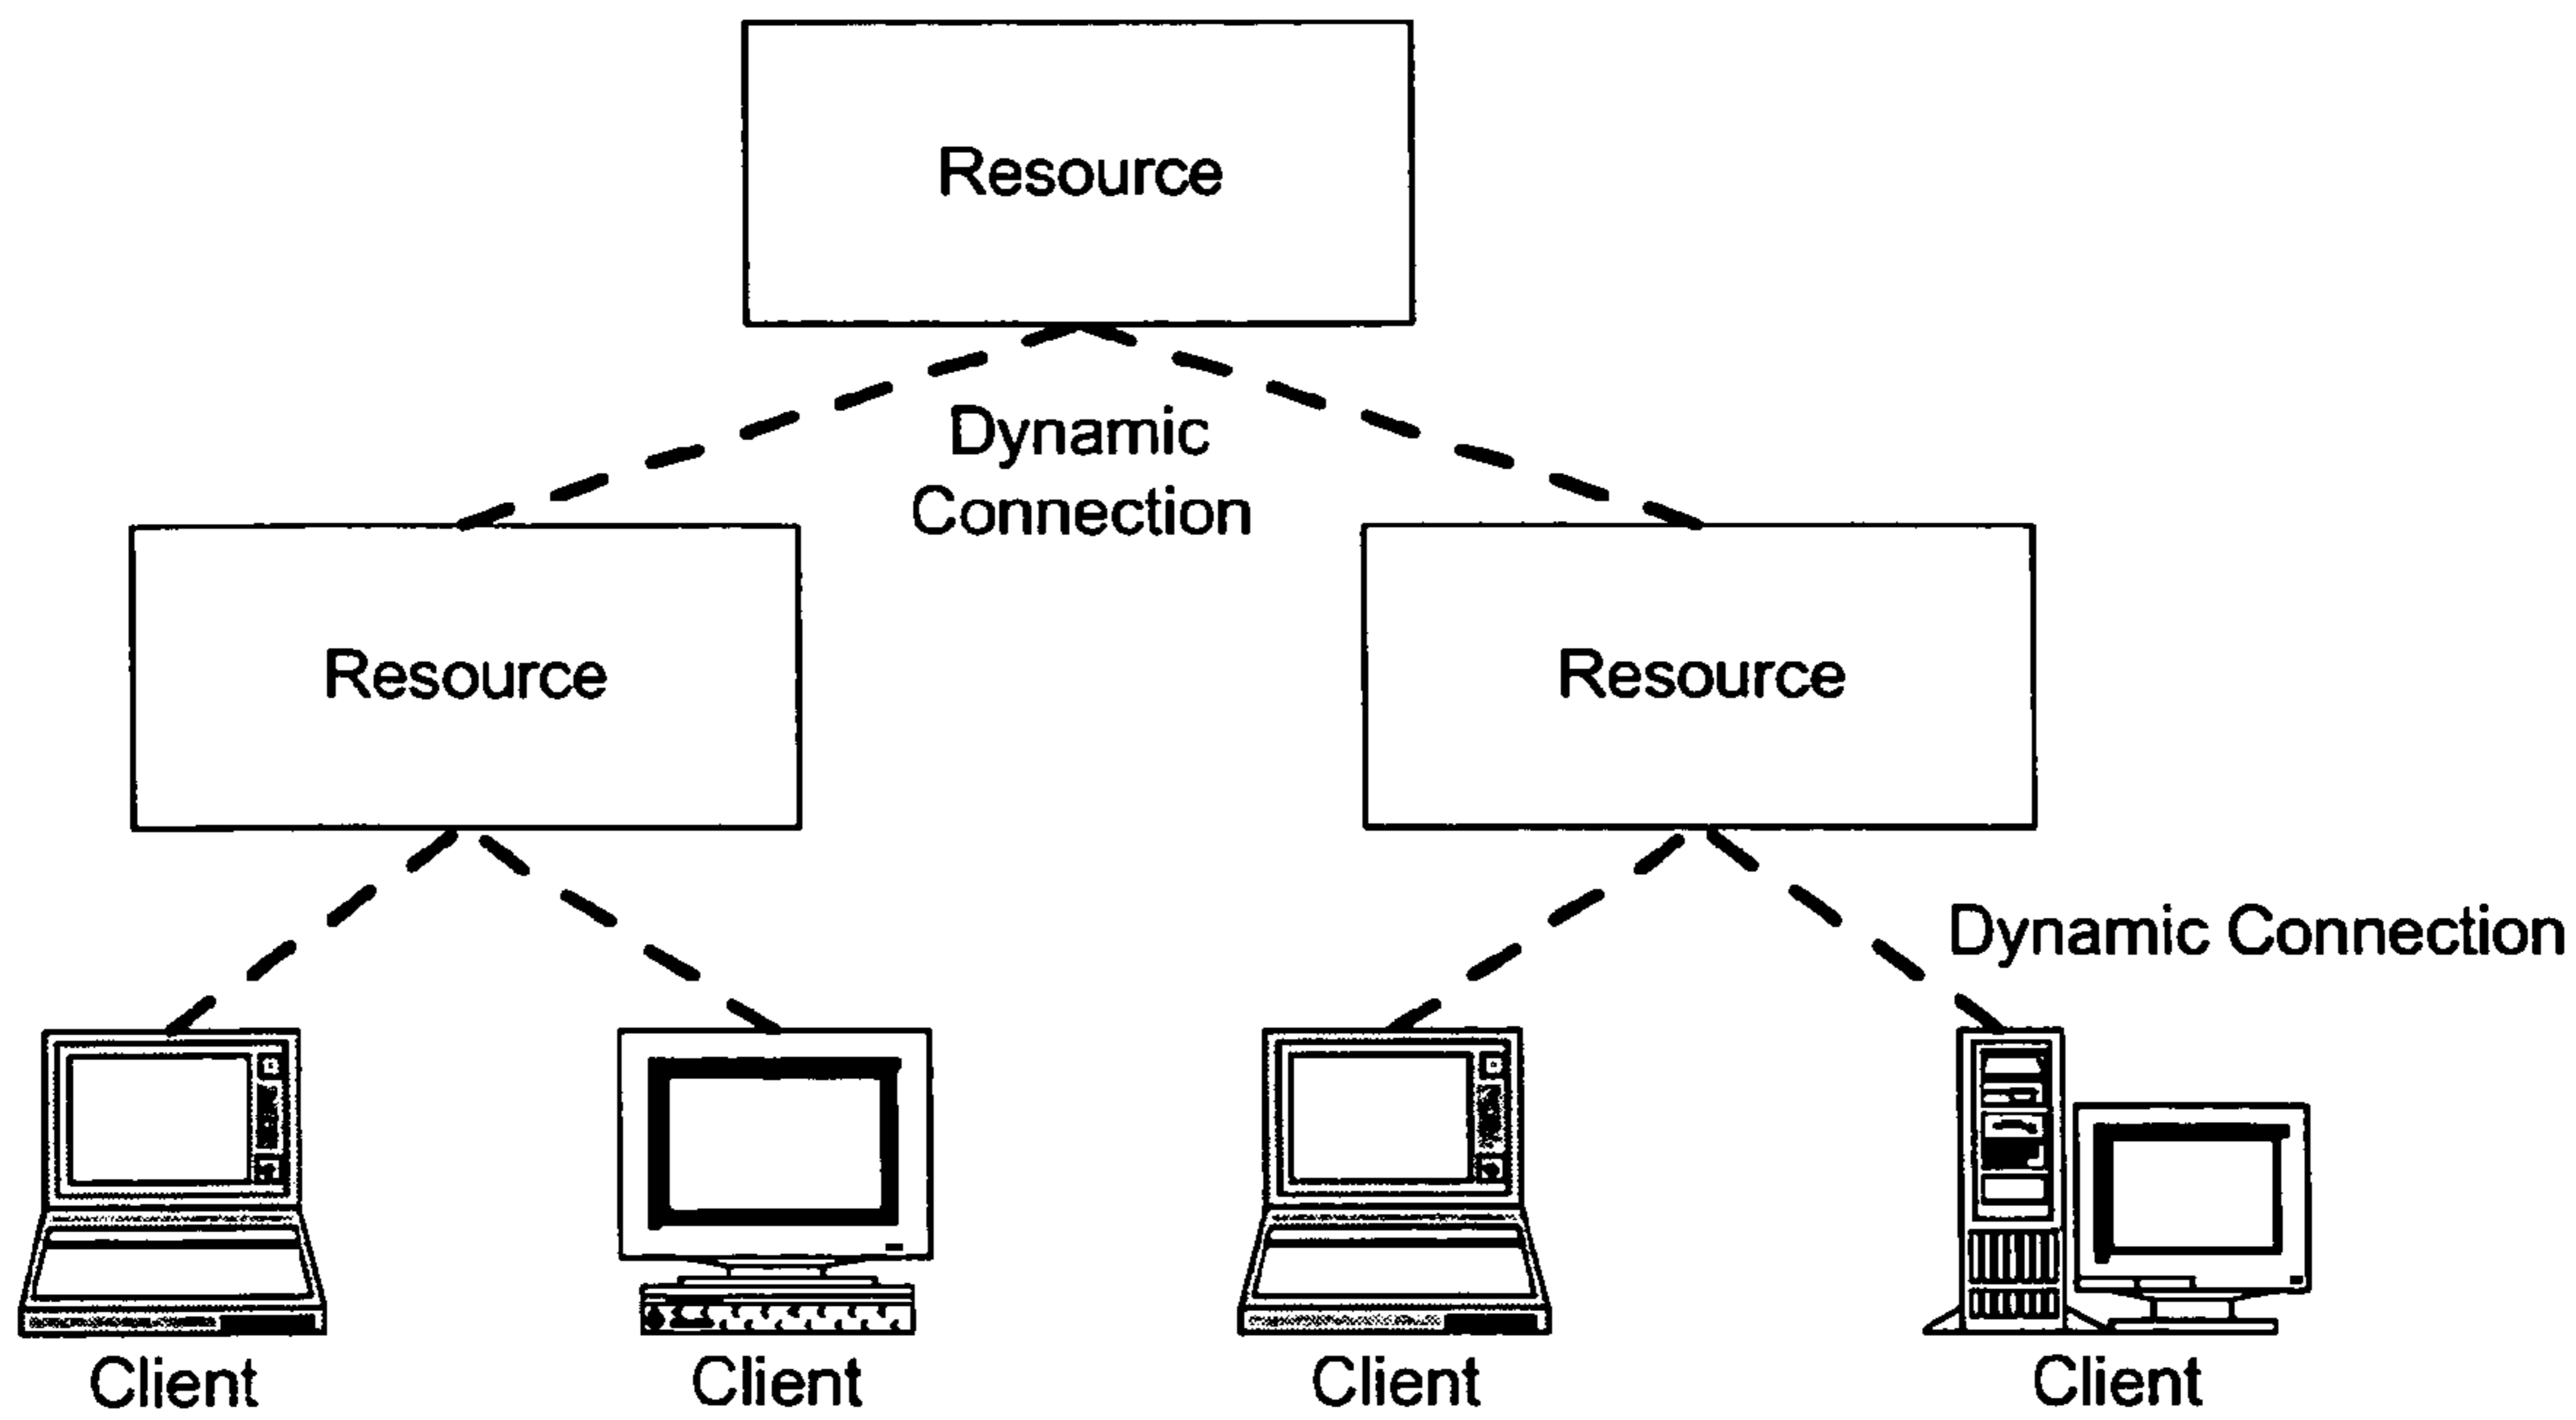 Resource
Dynamic
Connection
Resource
Resource
Dynamic Connection
Client
Client
Client
Client